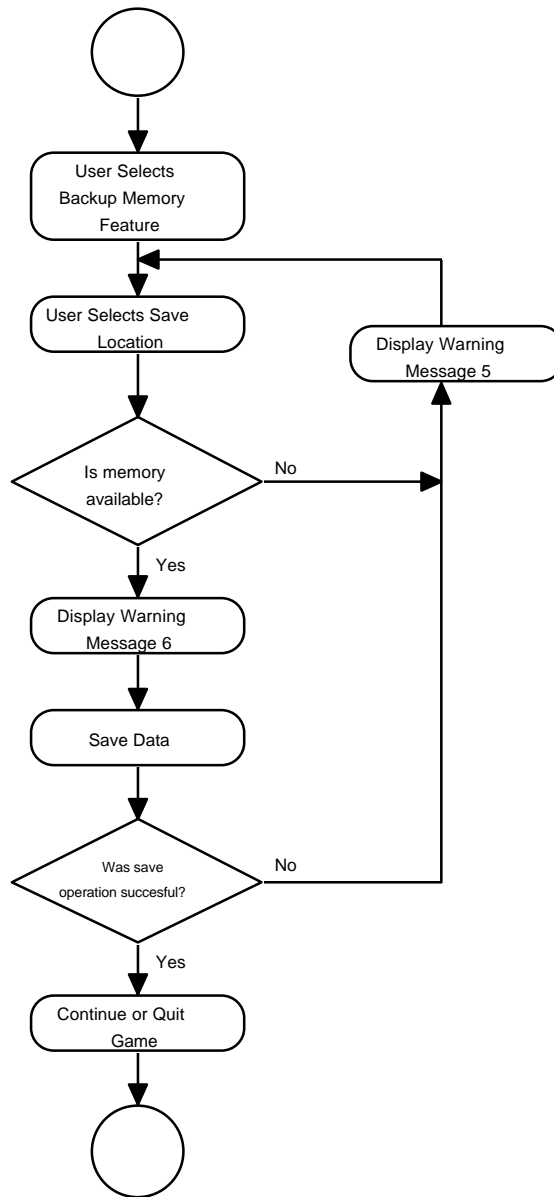 User Selects
Backup Memory
Feature
User Selects Save
Location
Display Warning
Message 5
Is memory
available?
No
Yes
Display Warning
Message 6
Save Data
Was save
operation succesful?
No
Yes
Continue or Quit
Game